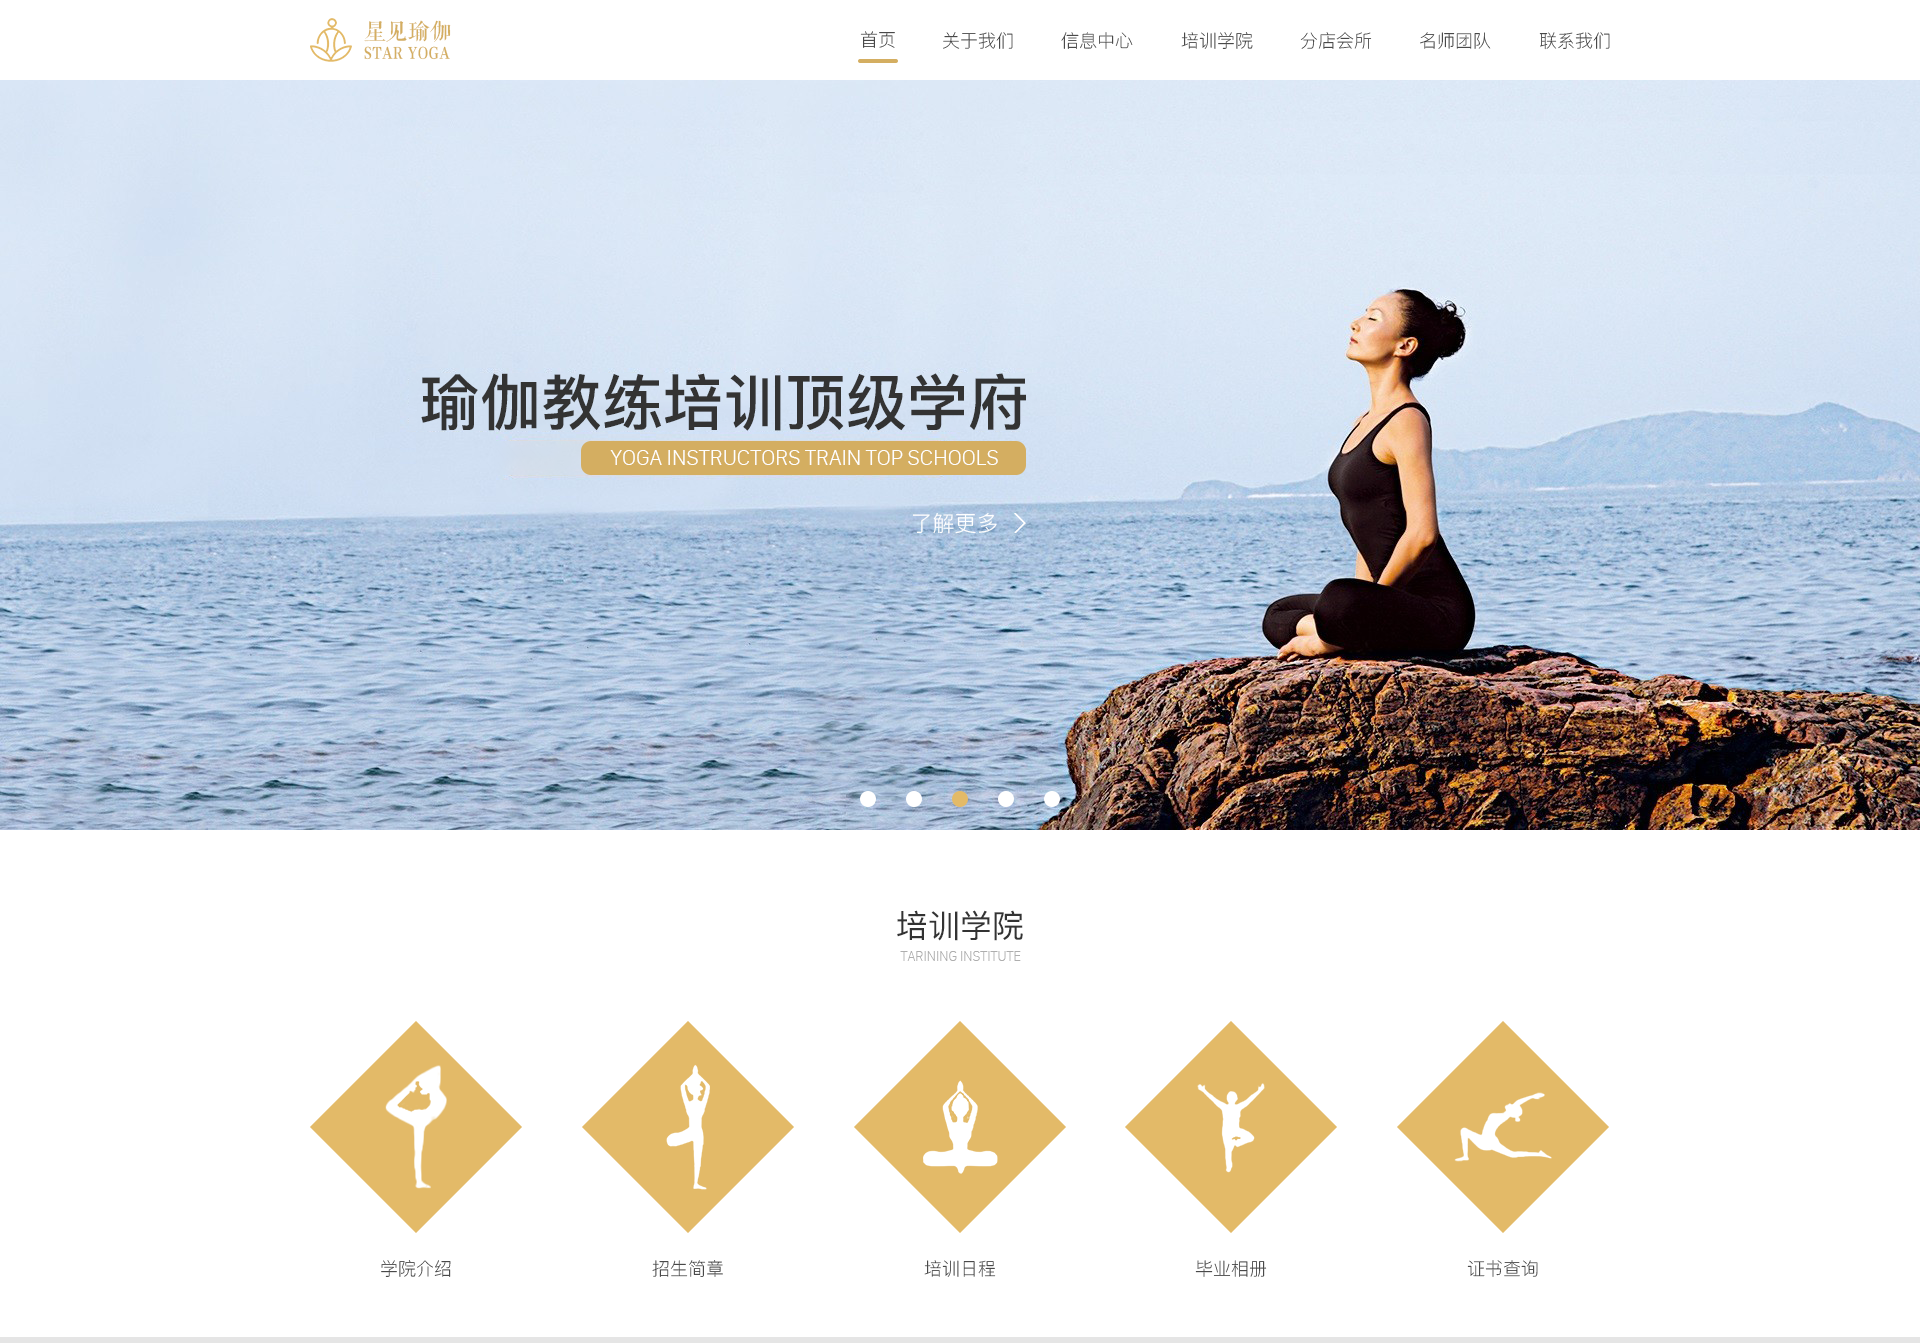 星见瑜伽
STAR YOGA
首页 关于我们 信息中心 培训学院 分店会所 名师团队 联系我们
瑜伽教练培训顶级学府
YOGA INSTRUCTORS TRAIN TOP SCHOOLS
了解更多
培训学院
TARINING INSTITUTE
学院介绍 招生简章 培训日程 毕业相册 证书查询